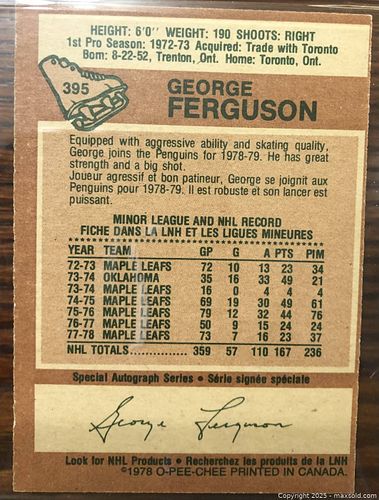 HEIGHT: 6'0" WEIGHT: 190 SHOOTS: RIGHT
1st Pro Season: 1972-73 Acquired: Trade with Toronto
Born: 8-22-52, Trenton, Ont. Home: Toronto, Ont.
395
GEORGE
FERGUSON
Equipped with aggressive ability and skating quality,
George joins the Penguins for 1978-79. He has great
strength and a big shot.
Joueur agressif et bon patineur, George se joignit aux
Penguins pour 1978-79. Il est robuste et son lancer est
puissant.
MINOR LEAGUE AND NHL RECORD
FICHE DANS LA LNH ET LES LIGUES MINEURES
YEAR TEAM GP G A PTS PIM
72-73 MAPLE LEAFS 72 10 13 23 34
73-74 OKLAHOMA 35 16 33 49 21
73-74 MAPLE LEAFS 16 0 4 4 4
74-75 MAPLE LEAFS 69 19 30 49 61
75-76 MAPLE LEAFS 79 12 32 44 76
76-77 MAPLE LEAFS 50 9 15 24 24
77-78 MAPLE LEAFS 73 7 16 23 37
NHL TOTALS............... 359 57 110 167 236
Special Autograph Series • Série signée spéciale
George Ferguson
Look for NHL Products • Recherchez les produits de la LNH
©1978 O-PEE-CHEE PRINTED IN CANADA.
Copyright 2025 - maxsold.com